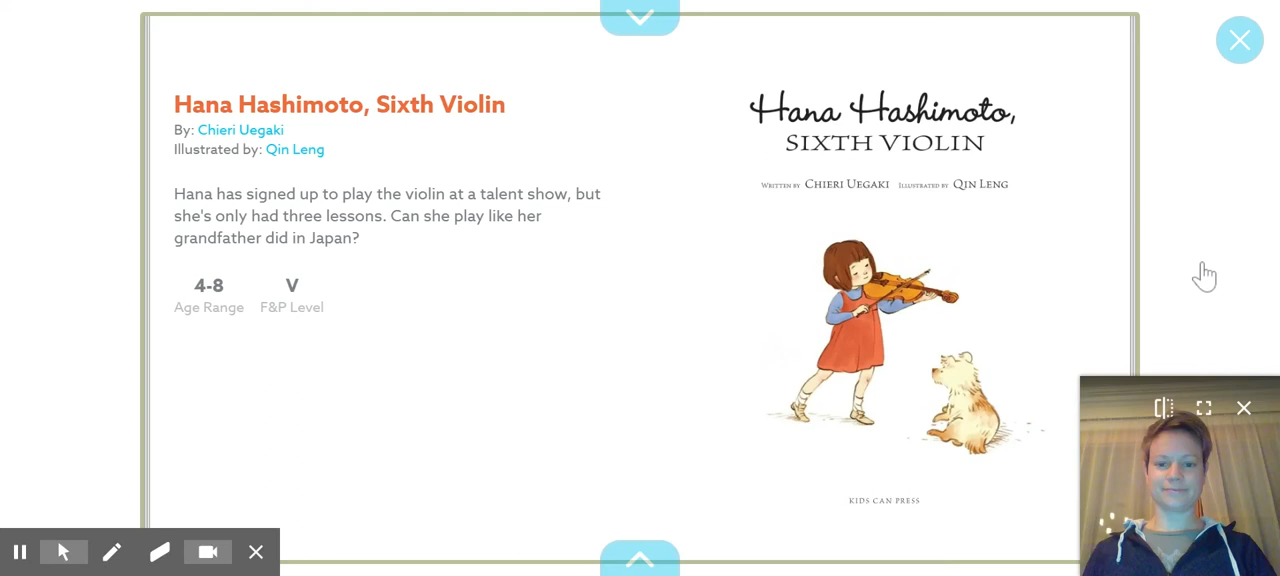 Hana Hashimoto, Sixth Violin
By: Chieri Uegaki
Illustrated by: Qin Leng
Hana has signed up to play the violin at a talent show, but
she's only had three lessons. Can she play like her
grandfather did in Japan?
4-8 V
Age Range F&P Level
Hana Hashimoto,
SIXTH VIOLIN
WRITTEN BY CHIERI UEGAKI ILLUSTRATED BY QIN LENG
KIDS CAN PRESS